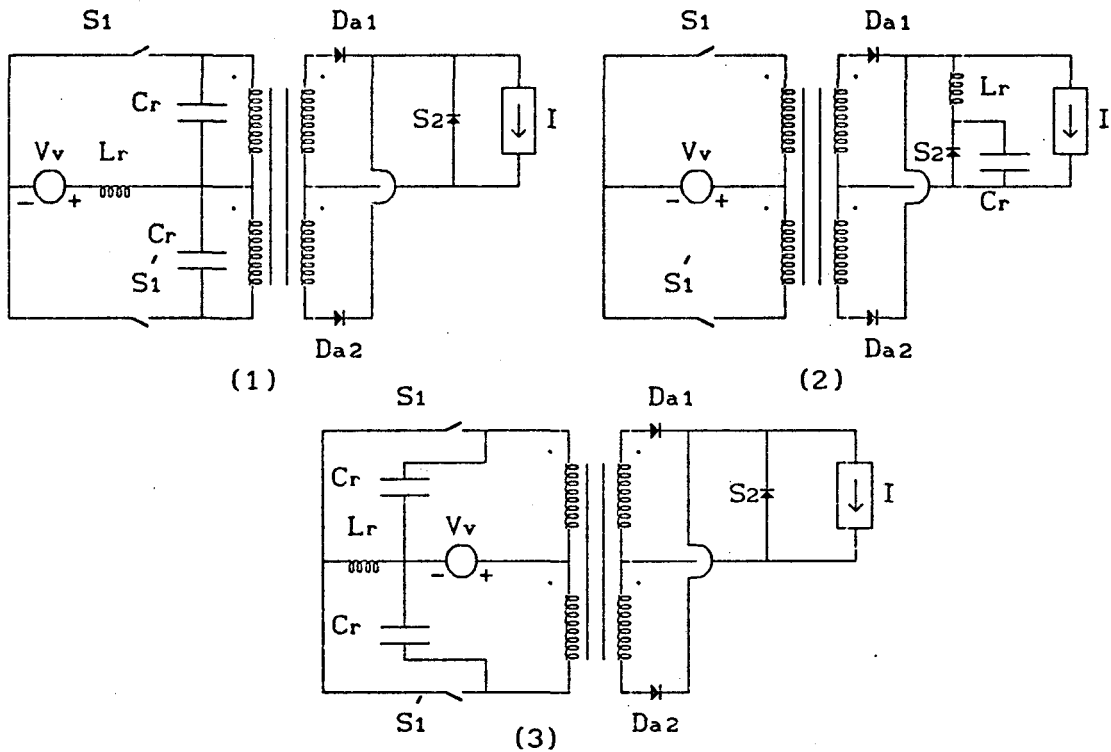 S1 Da1
Cr
S2 I
Vv Lr
- +
Cr
S1'
Da2
(1)
S1 Da1
Lr
I
S2
Vv
- +
Cr
S1'
Da2
(2)
S1 Da1
Cr
S2 I
Lr Vv
- +
Cr
S1'
Da2
(3)